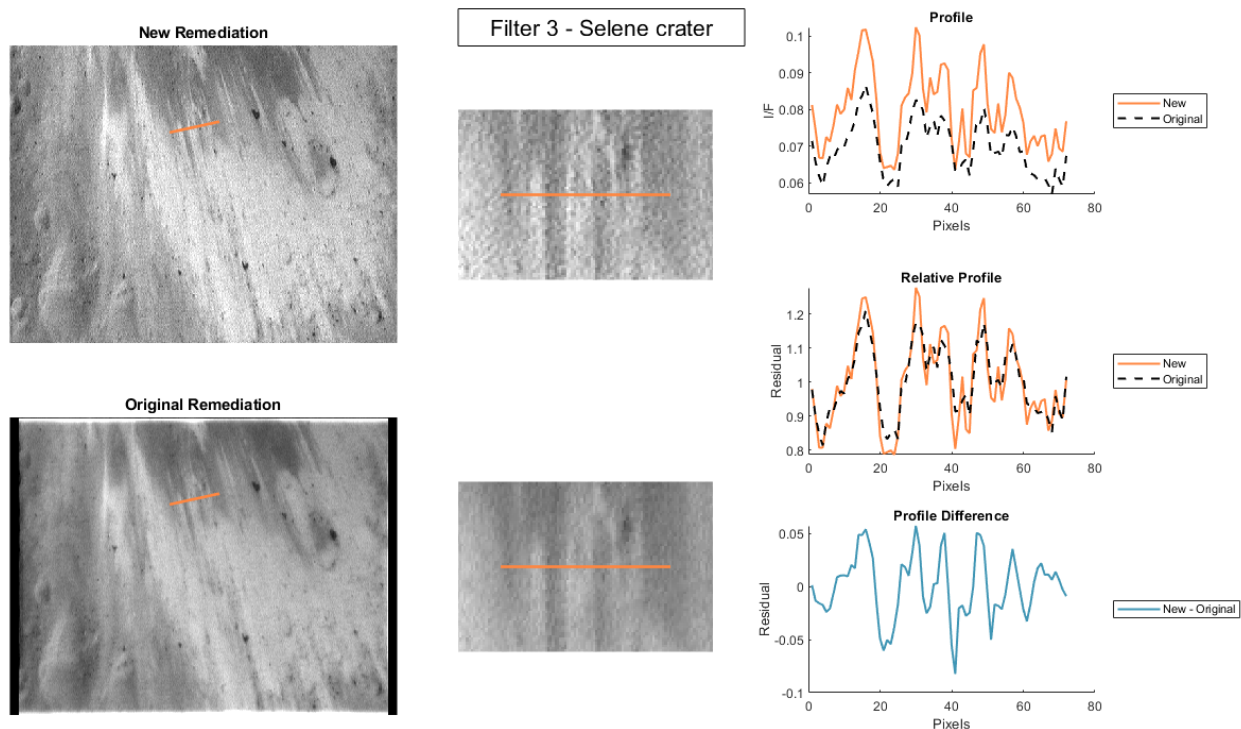 New Remediation
Filter 3 - Selene crater
Original Remediation
Profile
0.1
0.09
0.08
0.07
0.06
I/F
0
20
40
60
80
Pixels
New
Original
Relative Profile
1.2
1.1
1
0.9
0.8
Residual
0
20
40
60
80
Pixels
New
Original
Profile Difference
0.05
0
-0.05
-0.1
Residual
0
20
40
60
80
Pixels
New - Original